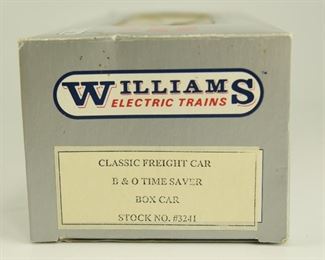 WILLIAMS
ELECTRIC TRAINS
CLASSIC FREIGHT CAR
B & O TIME SAVER
BOX CAR
STOCK NO. #3241